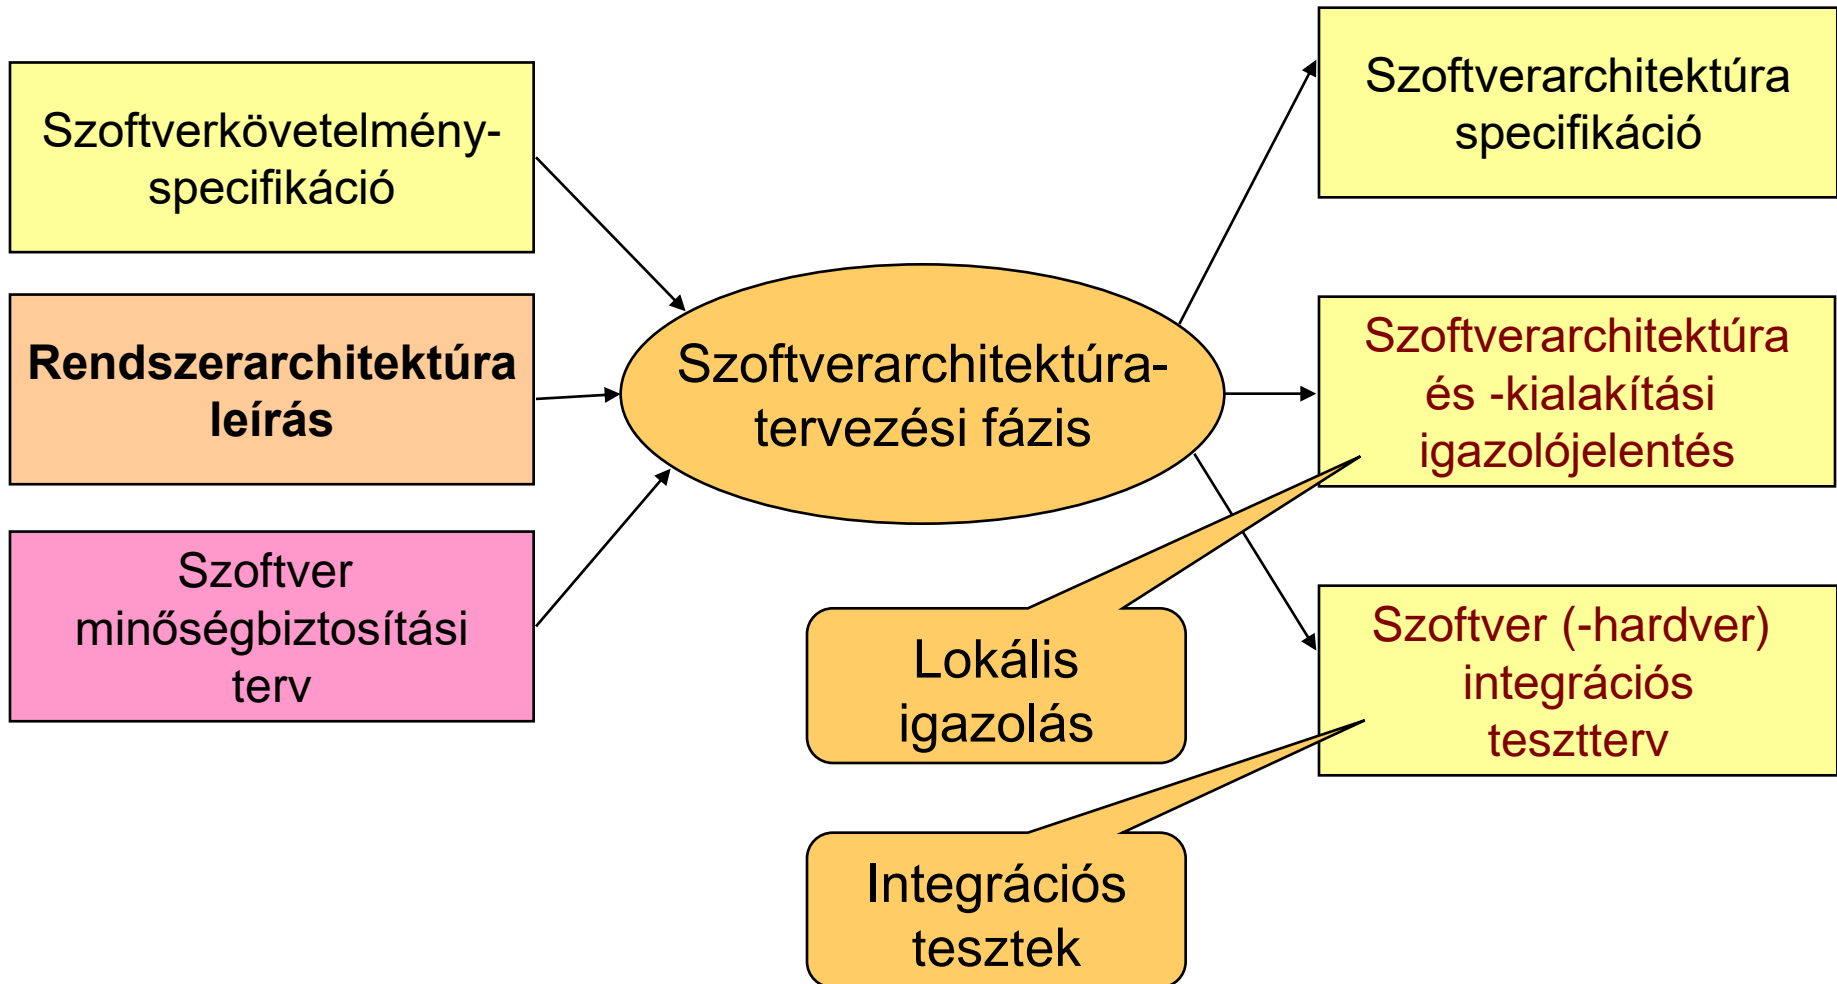 Szoftverkövetelmény-
specifikáció
Rendszerarchitektúra
leírás
Szoftver
minőségbiztosítási
terv
Szoftverarchitektúra-
tervezési fázis
Szoftverarchitektúra
specifikáció
Szoftverarchitektúra
és -kialakítási
igazolójelentés
Szoftver (-hardver)
integrációs
tesztterv
Lokális
igazolás
Integrációs
tesztek